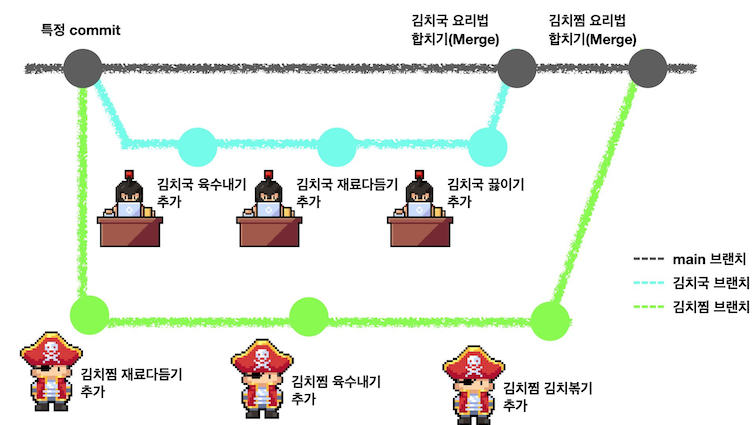 특정 commit
김치국 요리법
합치기(Merge)
김치찜 요리법
합치기(Merge)
김치국 육수내기
추가
김치국 재료다듬기
추가
김치국 끓이기
추가
main 브랜치
김치국 브랜치
김치찜 브랜치
김치찜 재료다듬기
추가
김치찜 육수내기
추가
김치찜 김치볶기
추가